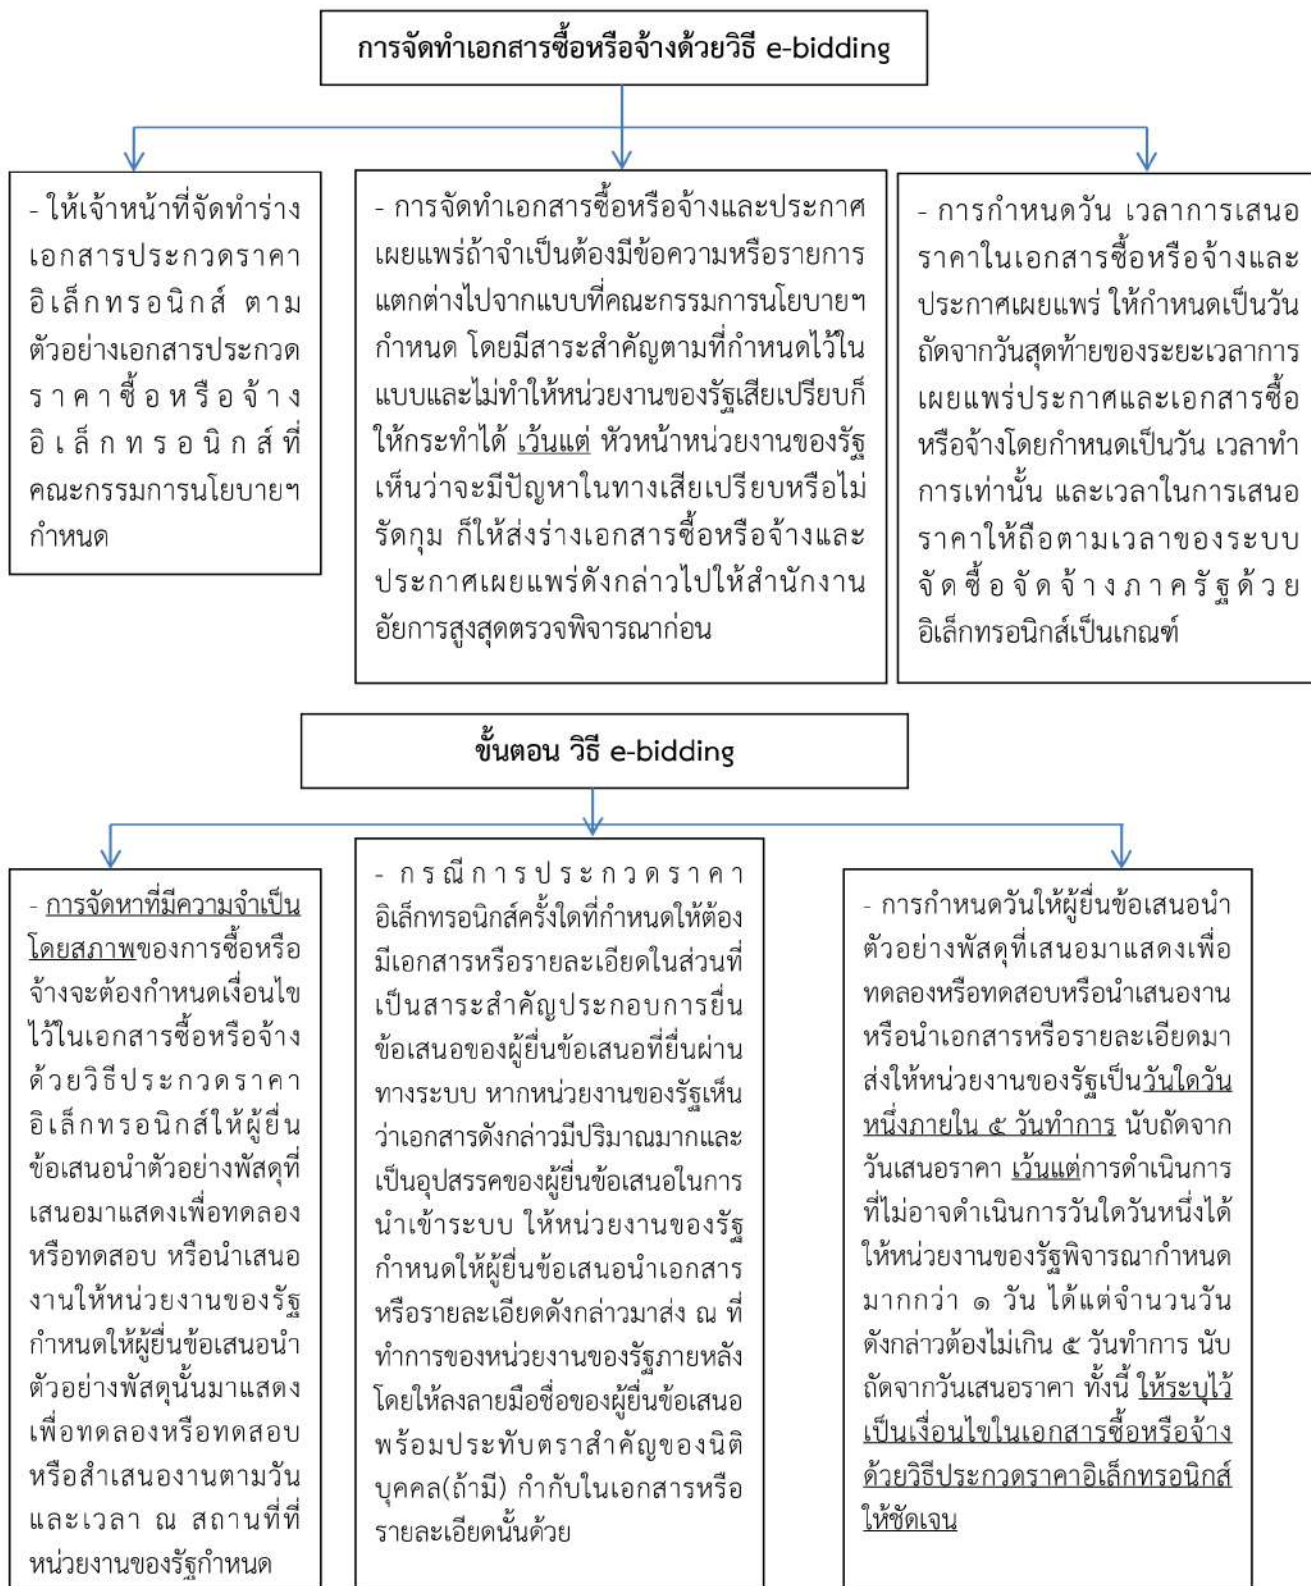 การจัดทำเอกสารซื้อหรือจ้างด้วยวิธี e-bidding
- ให้เจ้าหน้าที่จัดทำร่าง
เอกสารประกวดราคา
อิเล็กทรอนิกส์ ตาม
ตัวอย่างเอกสารประกวด
ราคาซื้อหรือจ้าง
อิเล็กทรอนิกส์ที่
คณะกรรมการนโยบายฯ
กำหนด
- การจัดทำเอกสารซื้อหรือจ้างและประกาศ
เผยแพร่ถ้าจำเป็นต้องมีข้อความหรือรายการ
แตกต่างไปจากแบบที่คณะกรรมการนโยบายฯ
กำหนด โดยมีสาระสำคัญตามที่กำหนดไว้ใน
แบบและไม่ทำให้หน่วยงานของรัฐเสียเปรียบก็
ให้กระทำได้ เว้นแต่ หัวหน้าหน่วยงานของรัฐ
เห็นว่าจะมีปัญหาในทางเสียเปรียบหรือไม่
รัดกุม ก็ให้ส่งร่างเอกสารซื้อหรือจ้างและ
ประกาศเผยแพร่ดังกล่าวไปให้สำนักงาน
อัยการสูงสุดตรวจพิจารณาก่อน
- การกำหนดวัน เวลาการเสนอ
ราคาในเอกสารซื้อหรือจ้างและ
ประกาศเผยแพร่ ให้กำหนดเป็นวัน
ถัดจากวันสุดท้ายของระยะเวลาการ
เผยแพร่ประกาศและเอกสารซื้อ
หรือจ้างโดยกำหนดเป็นวัน เวลาทำ
การเท่านั้น และเวลาในการเสนอ
ราคาให้ถือตามเวลาของระบบ
จัดซื้อจัดจ้างภาครัฐด้วย
อิเล็กทรอนิกส์เป็นเกณฑ์
ขั้นตอน วิธี e-bidding
- การจัดหาที่มีความจำเป็น
โดยสภาพของการซื้อหรือ
จ้างจะต้องกำหนดเงื่อนไข
ไว้ในเอกสารซื้อหรือจ้าง
ด้วยวิธีประกวดราคา
อิเล็กทรอนิกส์ให้ผู้ยื่น
ข้อเสนอนำตัวอย่างพัสดุที่
เสนอมาแสดงเพื่อทดลอง
หรือทดสอบ หรือนำเสนอ
งานให้หน่วยงานของรัฐ
กำหนดให้ผู้ยื่นข้อเสนอนำ
ตัวอย่างพัสดุนั้นมาแสดง
เพื่อทดลองหรือทดสอบ
หรือสำเสนองานตามวัน
และเวลา ณ สถานที่ที่
หน่วยงานของรัฐกำหนด
- กรณีการประกวดราคา
อิเล็กทรอนิกส์ครั้งใดที่กำหนดให้ต้อง
มีเอกสารหรือรายละเอียดในส่วนที่
เป็นสาระสำคัญประกอบการยื่น
ข้อเสนอของผู้ยื่นข้อเสนอที่ยื่นผ่าน
ทางระบบ หากหน่วยงานของรัฐเห็น
ว่าเอกสารดังกล่าวมีปริมาณมากและ
เป็นอุปสรรคของผู้ยื่นข้อเสนอในการ
นำเข้าระบบ ให้หน่วยงานของรัฐ
กำหนดให้ผู้ยื่นข้อเสนอนำเอกสาร
หรือรายละเอียดดังกล่าวมาส่ง ณ ที่
ทำการของหน่วยงานของรัฐภายหลัง
โดยให้ลงลายมือชื่อของผู้ยื่นข้อเสนอ
พร้อมประทับตราสำคัญของนิติ
บุคคล(ถ้ามี) กำกับในเอกสารหรือ
รายละเอียดนั้นด้วย
- การกำหนดวันให้ผู้ยื่นข้อเสนอนำ
ตัวอย่างพัสดุที่เสนอมาแสดงเพื่อ
ทดลองหรือทดสอบหรือนำเสนองาน
หรือนำเอกสารหรือรายละเอียดมา
ส่งให้หน่วยงานของรัฐเป็นวันใดวัน
หนึ่งภายใน ๕ วันทำการ นับถัดจาก
วันเสนอราคา เว้นแต่การดำเนินการ
ที่ไม่อาจดำเนินการวันใดวันหนึ่งได้
ให้หน่วยงานของรัฐพิจารณากำหนด
มากกว่า ๑ วัน ได้แต่จำนวนวัน
ดังกล่าวต้องไม่เกิน ๕ วันทำการ นับ
ถัดจากวันเสนอราคา ทั้งนี้ ให้ระบุไว้
เป็นเงื่อนไขในเอกสารซื้อหรือจ้าง
ด้วยวิธีประกวดราคาอิเล็กทรอนิกส์
ให้ชัดเจน